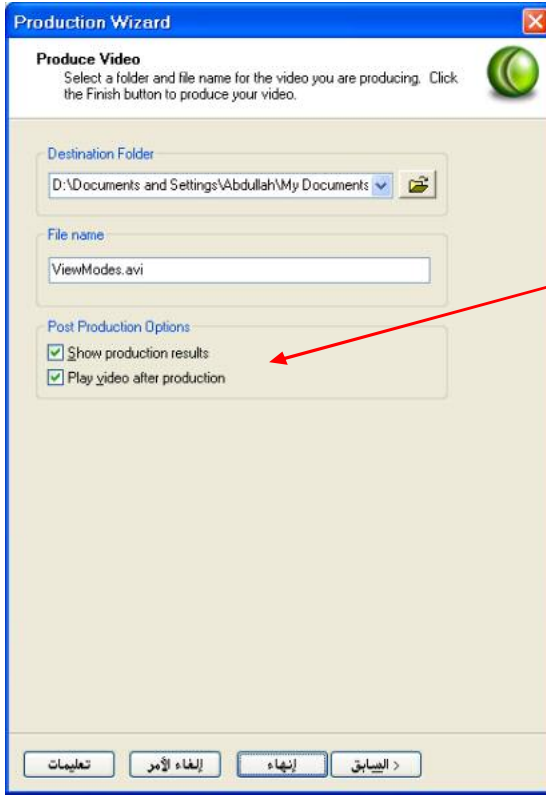 Production Wizard
Produce Video
Select a folder and file name for the video you are producing. Click
the Finish button to produce your video.
Destination Folder
D:\Documents and Settings\Abdullah\My Documents
File name
ViewModes.avi
Post Production Options
Show production results
Play video after production
< السابق
إنهاء
إلغاء الأمر
تعليمات